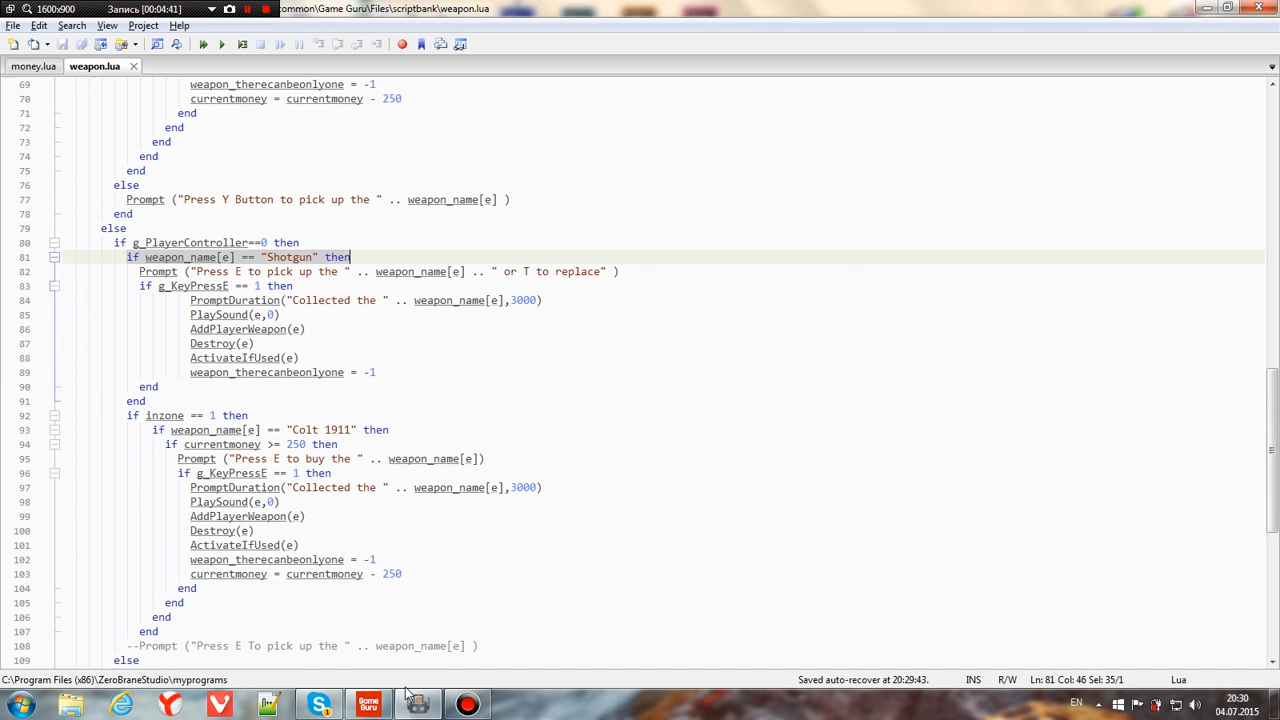 1600x900 Запись [00:04:41] common\Game Guru\Files\scriptbank\weapon.lua
File Edit Search View Project Help
money.lua weapon.lua
69 weapon_therecanbeonlyone = -1
70 currentmoney = currentmoney - 250
71 end
72 end
73 end
74 end
75 end
76 else
77 Prompt ("Press Y Button to pick up the " .. weapon_name[e] )
78 end
79 else
80 if g_PlayerController==0 then
81 if weapon_name[e] == "Shotgun" then
82 Prompt ("Press E to pick up the " .. weapon_name[e] .. " or T to replace" )
83 if g_KeyPressE == 1 then
84 PromptDuration("Collected the " .. weapon_name[e],3000)
85 PlaySound(e,0)
86 AddPlayerWeapon(e)
87 Destroy(e)
88 ActivateIfUsed(e)
89 weapon_therecanbeonlyone = -1
90 end
91 end
92 if inzone == 1 then
93 if weapon_name[e] == "Colt 1911" then
94 if currentmoney >= 250 then
95 Prompt ("Press E to buy the " .. weapon_name[e])
96 if g_KeyPressE == 1 then
97 PromptDuration("Collected the " .. weapon_name[e],3000)
98 PlaySound(e,0)
99 AddPlayerWeapon(e)
100 Destroy(e)
101 ActivateIfUsed(e)
102 weapon_therecanbeonlyone = -1
103 currentmoney = currentmoney - 250
104 end
105 end
106 end
107 end
108 --Prompt ("Press E To pick up the " .. weapon_name[e] )
109 else
C:\Program Files (x86)\ZeroBraneStudio\myprograms Saved auto-recover at 20:29:43. INS R/W Ln: 81 Col: 46 Sel: 35/1 Lua
Game Guru EN 20:30
04.07.2015